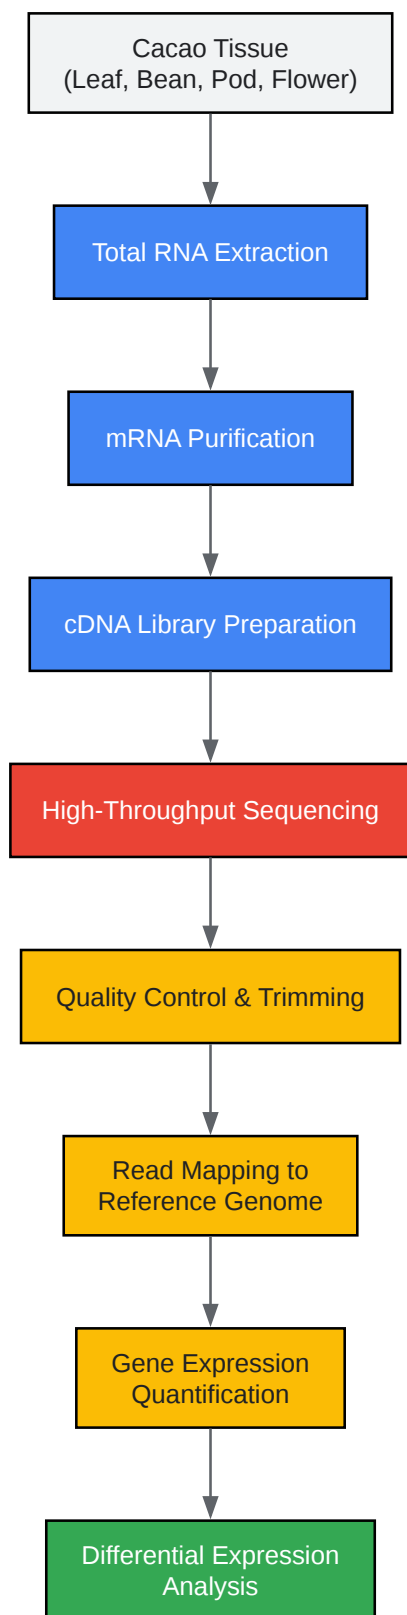 Cacao Tissue
(Leaf, Bean, Pod, Flower)
Total RNA Extraction
mRNA Purification
cDNA Library Preparation
High-Throughput Sequencing
Quality Control & Trimming
Read Mapping to
Reference Genome
Gene Expression
Quantification
Differential Expression
Analysis